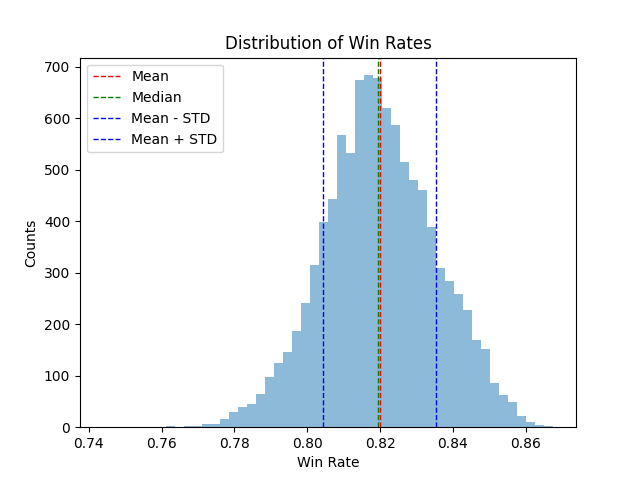 Distribution of Win Rates
Mean
Median
Mean - STD
Mean + STD
700
600
500
400
300
200
100
0
Counts
0.74 0.76 0.78 0.80 0.82 0.84 0.86
Win Rate